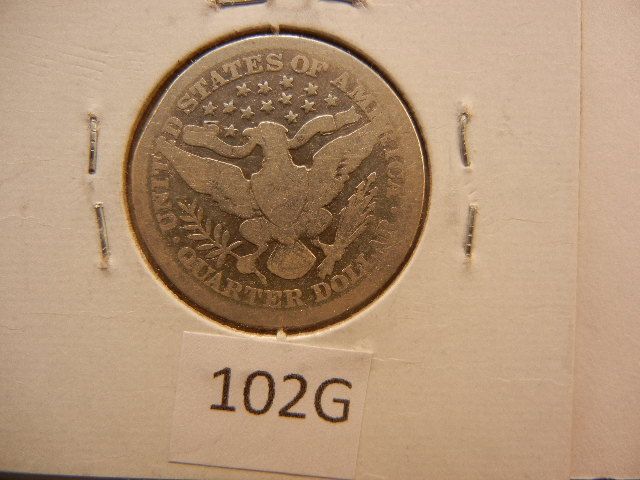 UNITED STATES OF AMERICA
· QUARTER DOLLAR
102G